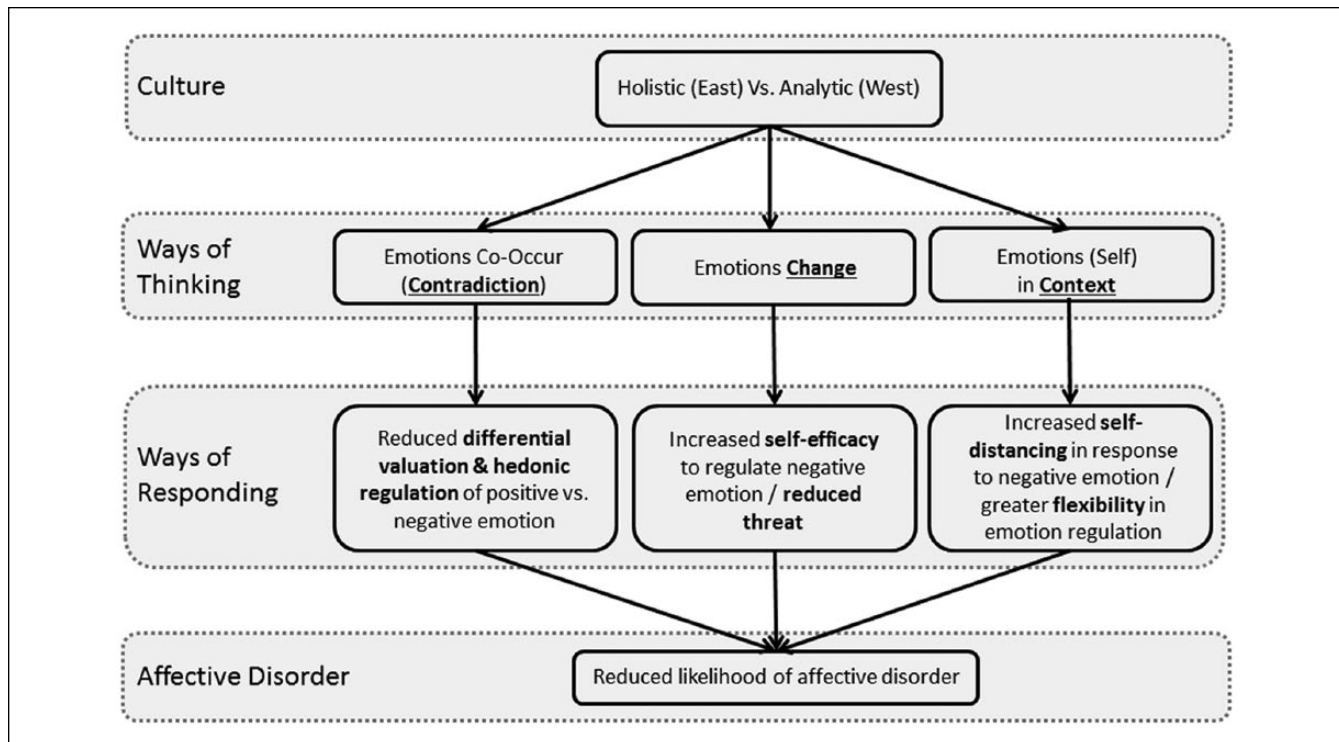 Culture
Holistic (East) Vs. Analytic (West)
Ways of
Thinking
Emotions Co-Occur
(Contradiction)
Emotions Change
Emotions (Self)
in Context
Ways of
Responding
Reduced differential
valuation & hedonic
regulation of positive vs.
negative emotion
Increased self-efficacy
to regulate negative
emotion / reduced
threat
Increased self-
distancing in response
to negative emotion /
greater flexibility in
emotion regulation
Affective Disorder
Reduced likelihood of affective disorder